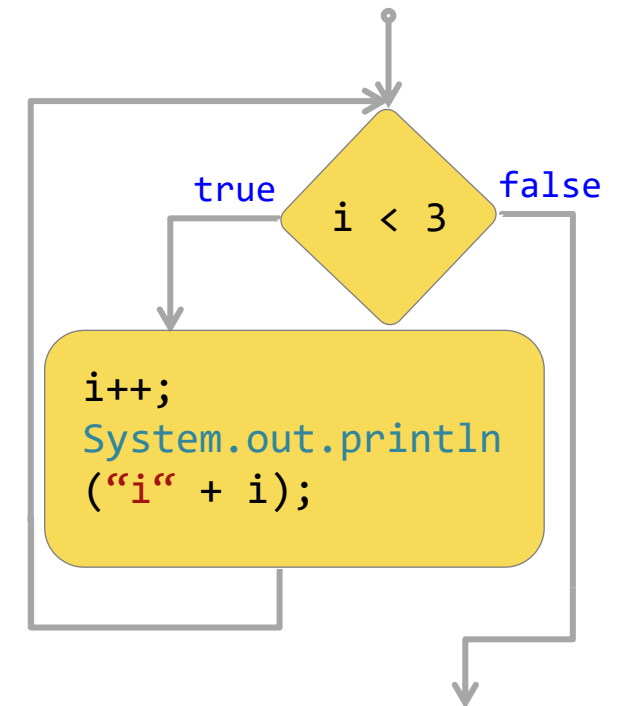 true
false
i < 3
i++;
System.out.println
(“i“ + i);